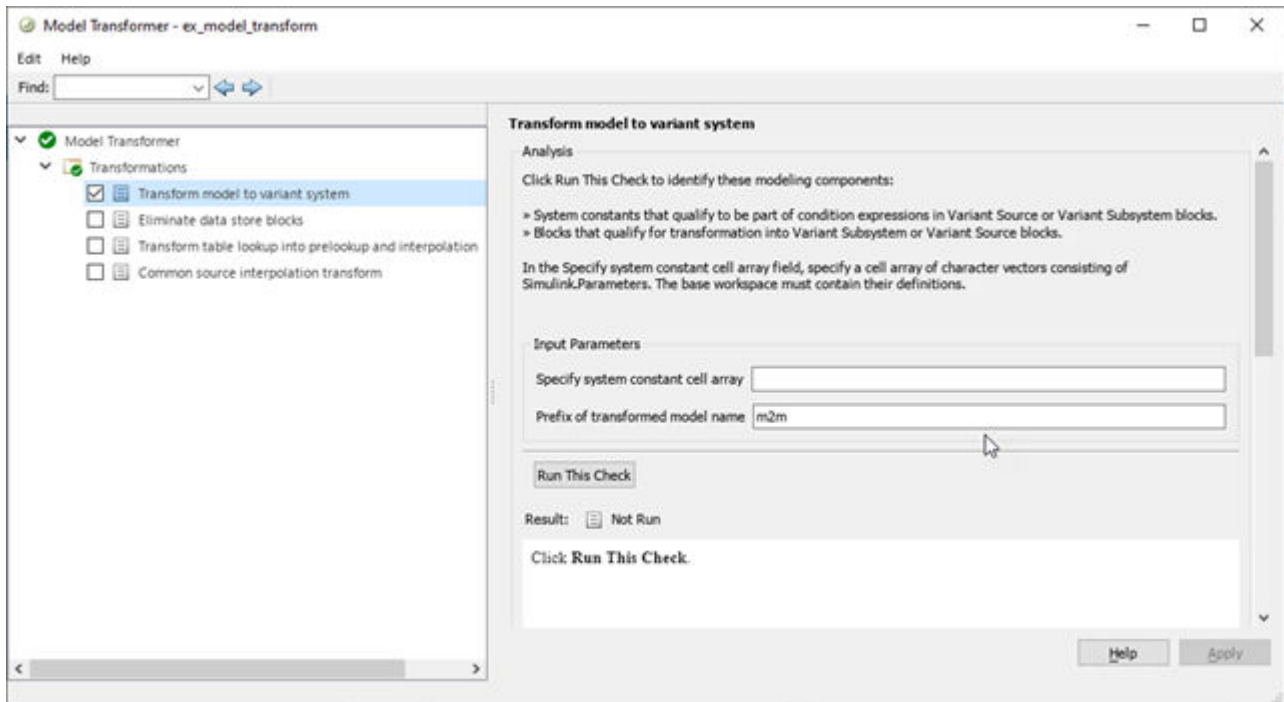 Model Transformer - ex_model_transform
Edit Help
Find:
Model Transformer
Transformations
Transform model to variant system
Eliminate data store blocks
Transform table lookup into prelookup and interpolation
Common source interpolation transform
Transform model to variant system
Analysis
Click Run This Check to identify these modeling components:
» System constants that qualify to be part of condition expressions in Variant Source or Variant Subsystem blocks.
» Blocks that qualify for transformation into Variant Subsystem or Variant Source blocks.
In the Specify system constant cell array field, specify a cell array of character vectors consisting of
Simulink.Parameters. The base workspace must contain their definitions.
Input Parameters
Specify system constant cell array
Prefix of transformed model name m2m
Run This Check
Result: Not Run
Click Run This Check.
Help Apply